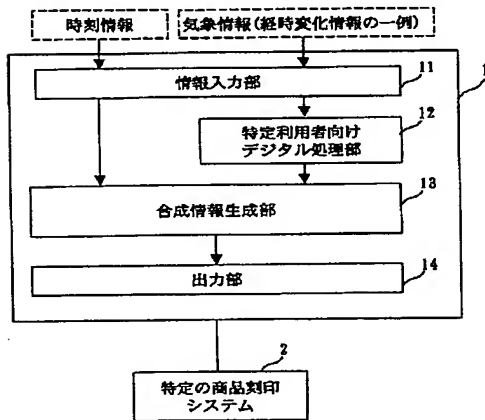 時刻情報
気象情報(経時変化情報の一例)
情報入力部
11
1
12
特定利用者向け
デジタル処理部
13
合成情報生成部
出力部
14
2
特定の商品刻印
システム